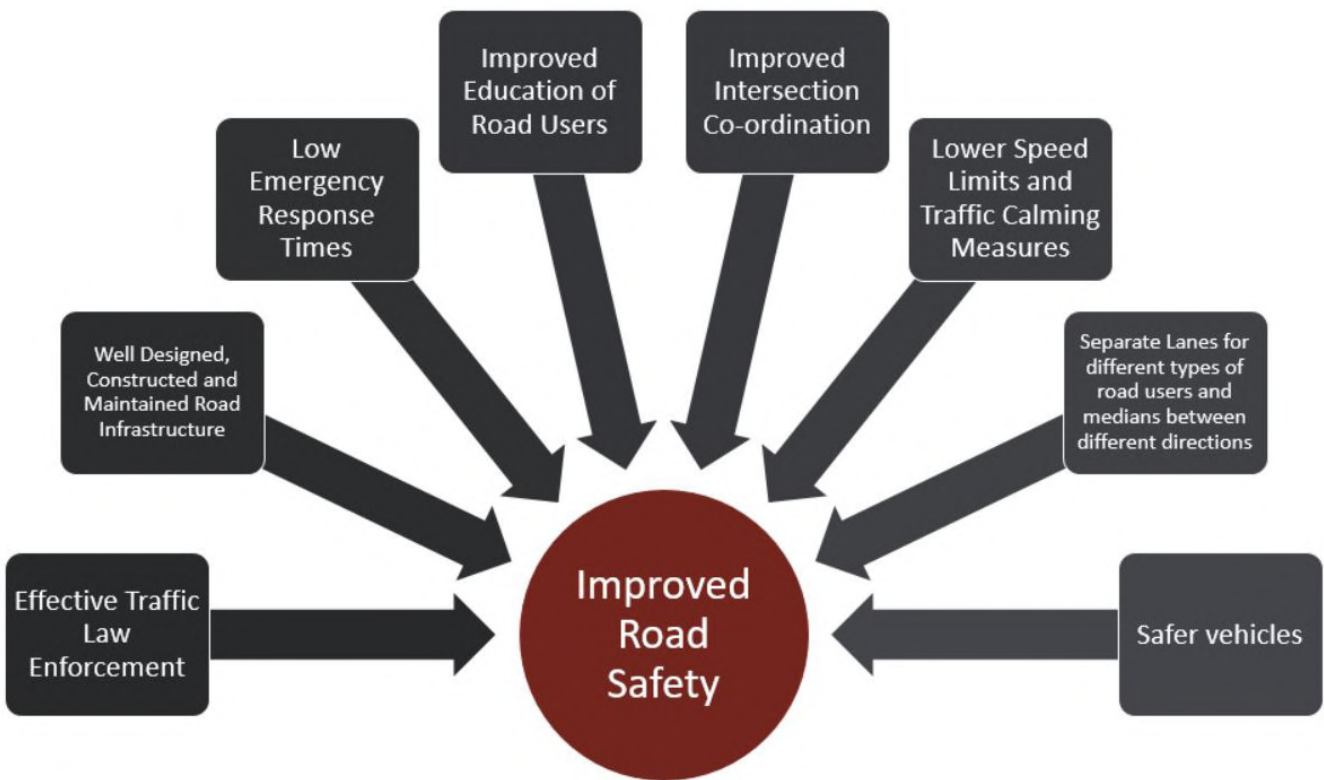 Improved
Education of
Road Users
Improved
Intersection
Co-ordination
Low
Emergency
Response
Times
Lower Speed
Limits and
Traffic Calming
Measures
Well Designed,
Constructed and
Maintained Road
Infrastructure
Separate Lanes for
different types of
road users and
medians between
different directions
Effective Traffic
Law
Enforcement
Improved
Road
Safety
Safer vehicles